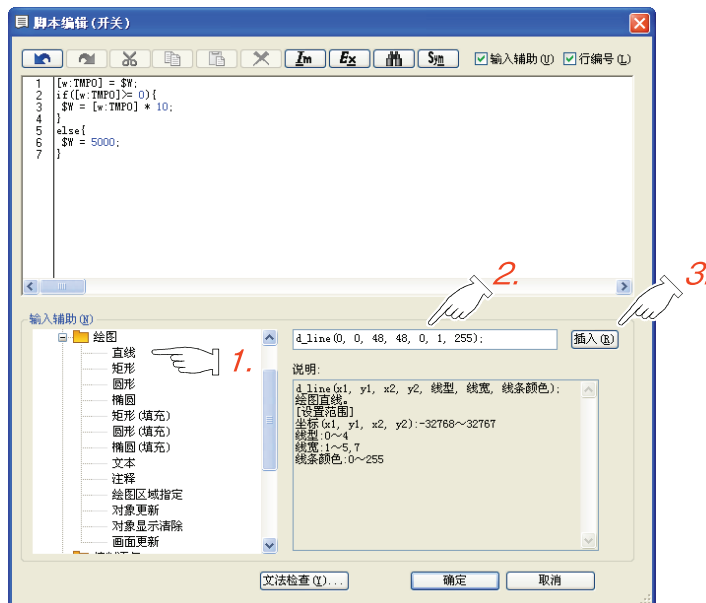 脚本编辑(开关)
Im Ex Sym 输入辅助(U) 行编号(L)
1 [w:TMP0] = $W;
2 if([w:TMP0]>= 0){
3 $W = [w:TMP0] * 10;
4 }
5 else{
6 $W = 5000;
7 }
2.
3.
输入辅助(N)
绘图
直线
1.
矩形
圆形
椭圆
矩形(填充)
圆形(填充)
椭圆(填充)
文本
注释
绘图区域指定
对象更新
对象显示清除
画面更新
d_line(0, 0, 48, 48, 0, 1, 255);
插入(R)
说明:
d_line(x1, y1, x2, y2, 线型, 线宽, 线条颜色);
绘图直线。
[设置范围]
坐标(x1, y1, x2, y2):-32768～32767
线型:0～4
线宽:1～5,7
线条颜色:0～255
文法检查(Y)...
确定
取消